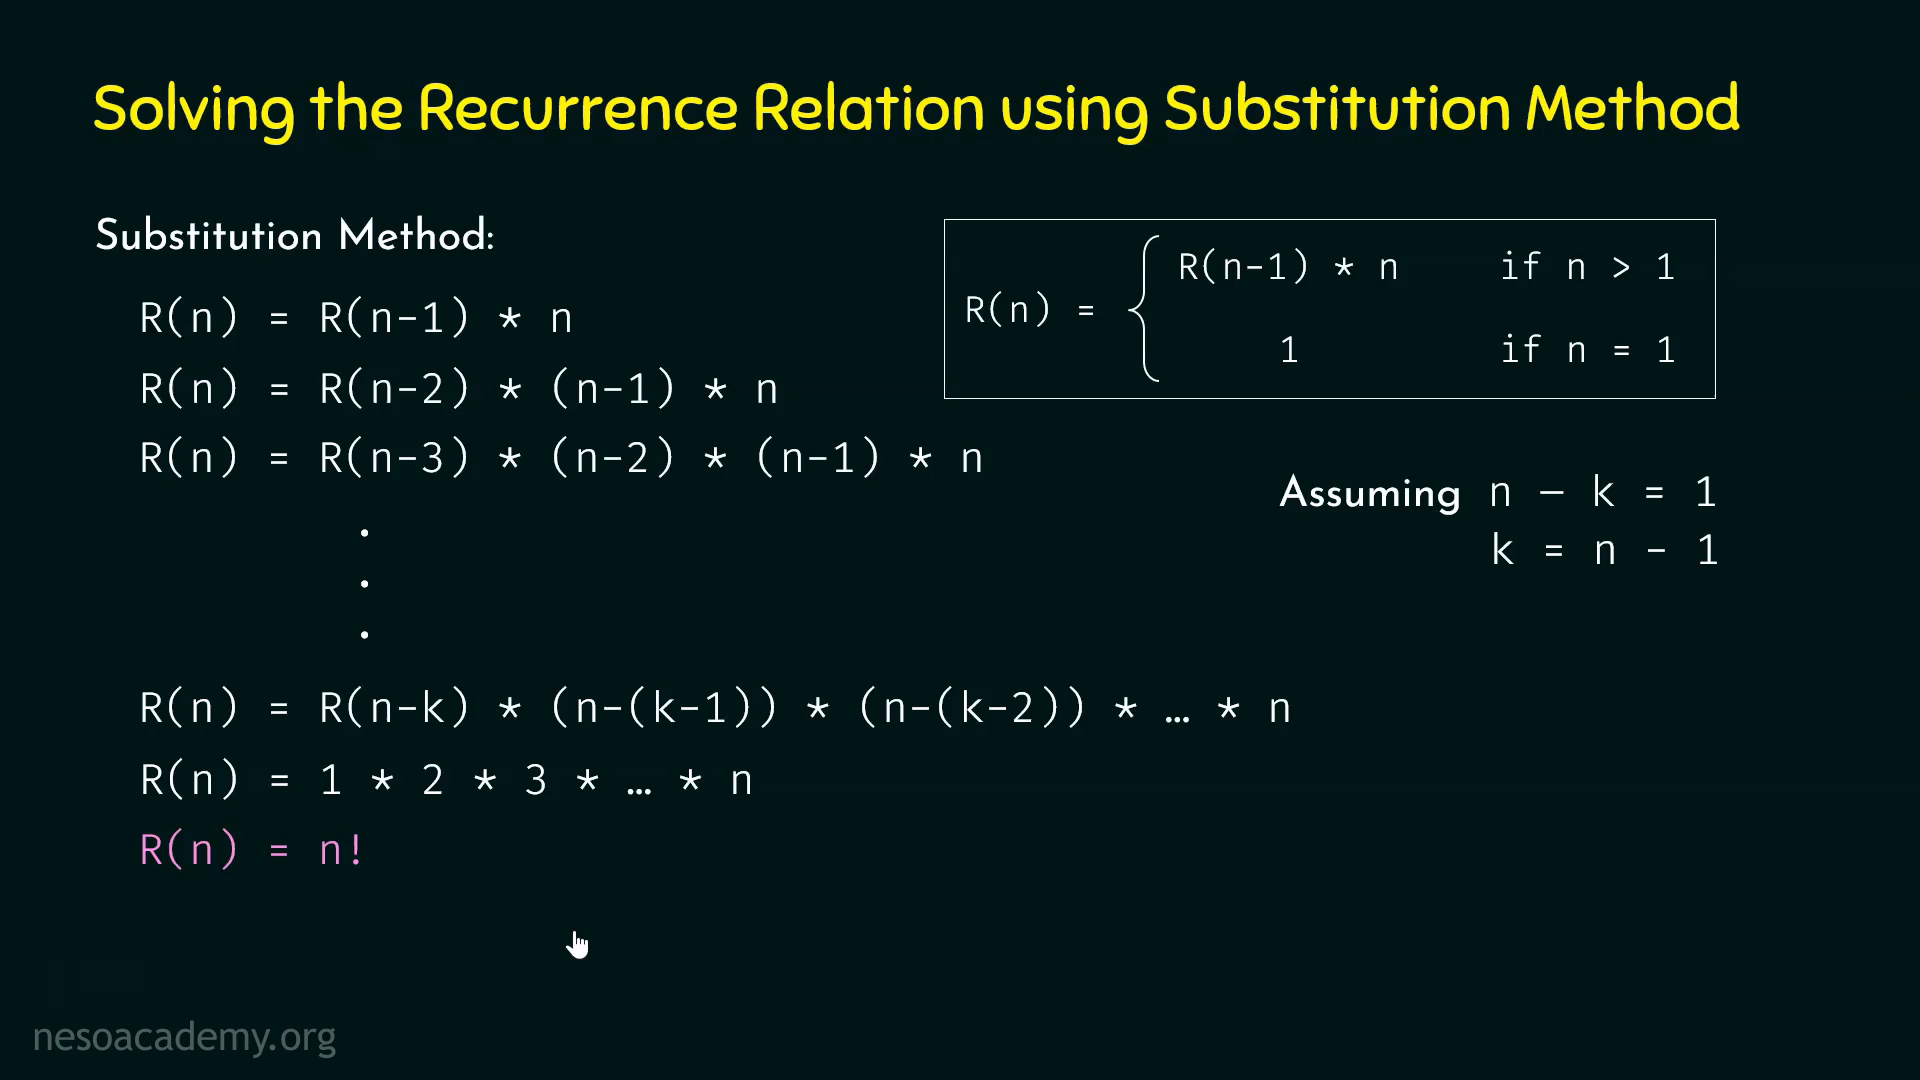 Solving the Recurrence Relation using Substitution Method
Substitution Method:
R(n) = R(n-1) * n
R(n) = R(n-2) * (n-1) * n
R(n) = R(n-3) * (n-2) * (n-1) * n
.
.
.
R(n) = R(n-k) * (n-(k-1)) * (n-(k-2)) * … * n
R(n) = 1 * 2 * 3 * … * n
R(n) = n!
R(n-1) * n if n > 1
R(n) = {
1 if n = 1
Assuming n – k = 1
k = n - 1
nesoacademy.org